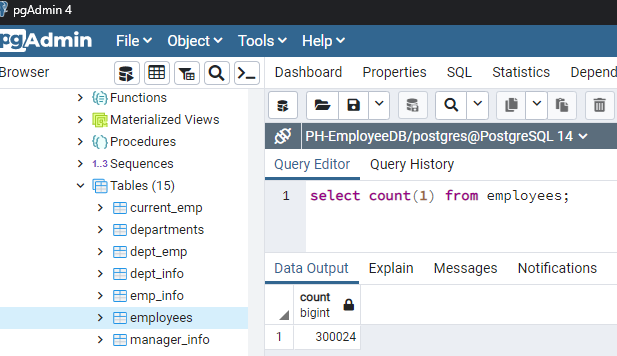 pgAdmin 4
pgAdmin File Object Tools Help
Browser Dashboard Properties SQL Statistics Depend
Functions
Materialized Views
PH-EmployeeDB/postgres@PostgreSQL 14
Procedures
Query Editor Query History
1..3 Sequences
Tables (15)
1 select count(1) from employees;
current_emp
departments
dept_emp
dept_info
Data Output Explain Messages Notifications
emp_info
count
bigint
employees
manager_info
1 300024